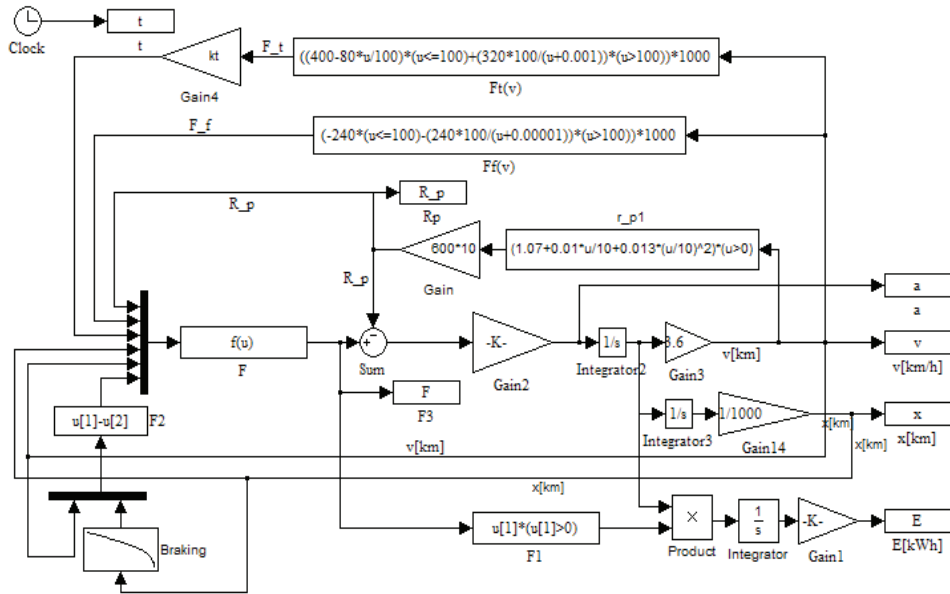 t
Clock
t
kt
Gain4
F_t
((400-80*u/100)*(u<=100)+(320*100/(u+0.001))*(u>100))*1000
Ft(v)
F_f
(-240*(u<=100)-(240*100/(u+0.00001))*(u>100))*1000
Ff(v)
R_p
R_p
Rp
r_p1
600*10
(1.07+0.01*u/10+0.013*(u/10)^2)*(u>0)
R_p
Gain
a
a
f(u)
F
Sum
-K-
Gain2
1/s
Integrator2
3.6
Gain3
v[km]
v
v[km/h]
F
F3
u[1]-u[2]
F2
1/s
Integrator3
1/1000
Gain14
x[km]
x[km]
x
x[km]
v[km]
x[km]
Braking
u[1]*(u[1]>0)
F1
×
Product
1
s
Integrator
-K-
Gain1
E
E[kWh]